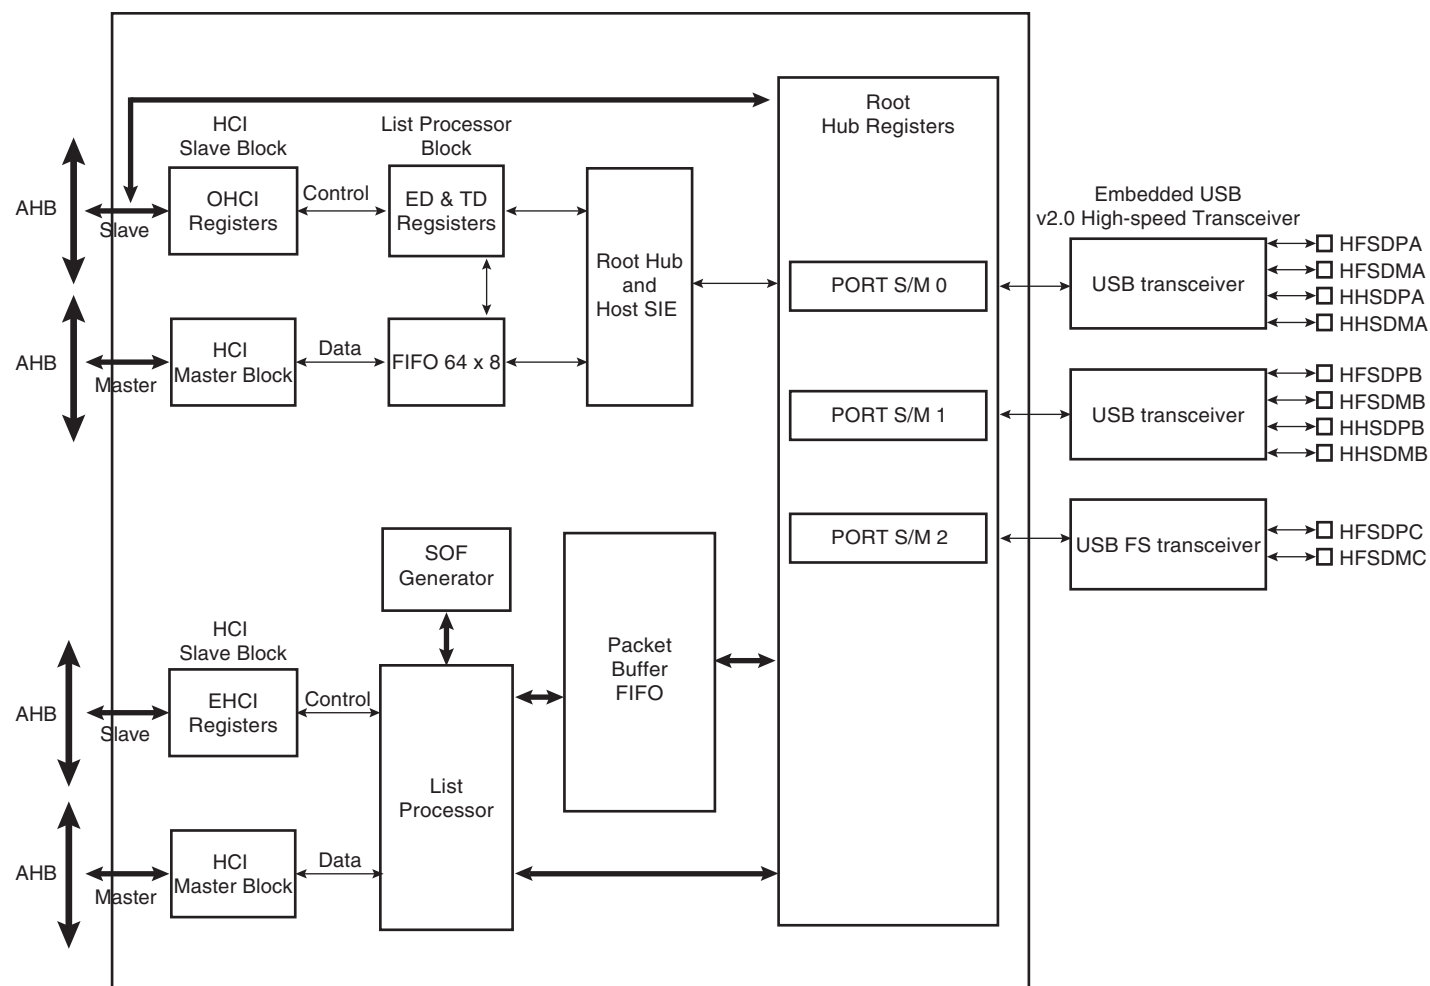 Root
Hub Registers
HCI
Slave Block
List Processor
Block
AHB
Slave
OHCI
Registers
Control
ED & TD
Regsisters
Root Hub
and
Host SIE
AHB
Master
HCI
Master Block
Data
FIFO 64 x 8
PORT S/M 0
PORT S/M 1
PORT S/M 2
Embedded USB
v2.0 High-speed Transceiver
USB transceiver
HFSDPA
HFSDMA
HHSDPA
HHSDMA
USB transceiver
HFSDPB
HFSDMB
HHSDPB
HHSDMB
USB FS transceiver
HFSDPC
HFSDMC
SOF
Generator
HCI
Slave Block
AHB
Slave
EHCI
Registers
Control
Packet
Buffer
FIFO
List
Processor
AHB
Master
HCI
Master Block
Data